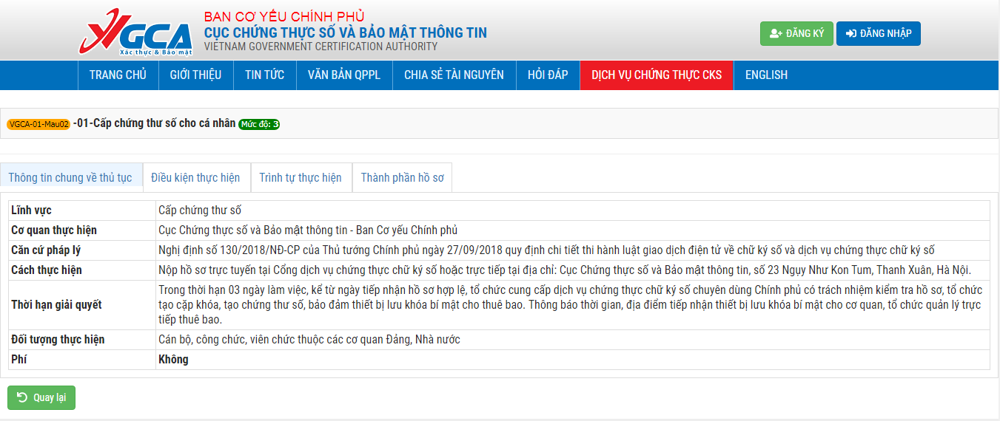 VGCA
Xác thực & Bảo mật
BAN CƠ YẾU CHÍNH PHỦ
CỤC CHỨNG THỰC SỐ VÀ BẢO MẬT THÔNG TIN
VIETNAM GOVERNMENT CERTIFICATION AUTHORITY
ĐĂNG KÝ ĐĂNG NHẬP
TRANG CHỦ GIỚI THIỆU TIN TỨC VĂN BẢN QPPL CHIA SẺ TÀI NGUYÊN HỎI ĐÁP DỊCH VỤ CHỨNG THỰC CKS ENGLISH
VGCA-01-Mau02 -01-Cấp chứng thư số cho cá nhân Mức độ: 3
Thông tin chung về thủ tục Điều kiện thực hiện Trình tự thực hiện Thành phần hồ sơ
Lĩnh vực Cấp chứng thư số
Cơ quan thực hiện Cục Chứng thực số và Bảo mật thông tin - Ban Cơ yếu Chính phủ
Căn cứ pháp lý Nghị định số 130/2018/NĐ-CP của Thủ tướng Chính phủ ngày 27/09/2018 quy định chi tiết thi hành luật giao dịch điện tử về chữ ký số và dịch vụ chứng thực chữ ký số
Cách thực hiện Nộp hồ sơ trực tuyến tại Cổng dịch vụ chứng thực chữ ký số hoặc trực tiếp tại địa chỉ: Cục Chứng thực số và Bảo mật thông tin, số 23 Ngụy Như Kon Tum, Thanh Xuân, Hà Nội.
Thời hạn giải quyết Trong thời hạn 03 ngày làm việc, kể từ ngày tiếp nhận hồ sơ hợp lệ, tổ chức cung cấp dịch vụ chứng thực chữ ký số chuyên dùng Chính phủ có trách nhiệm kiểm tra hồ sơ, tổ chức
tạo cặp khóa, tạo chứng thư số, bảo đảm thiết bị lưu khóa bí mật cho thuê bao. Thông báo thời gian, địa điểm tiếp nhận thiết bị lưu khóa bí mật cho cơ quan, tổ chức quản lý trực
tiếp thuê bao.
Đối tượng thực hiện Cán bộ, công chức, viên chức thuộc các cơ quan Đảng, Nhà nước
Phí Không
Quay lại